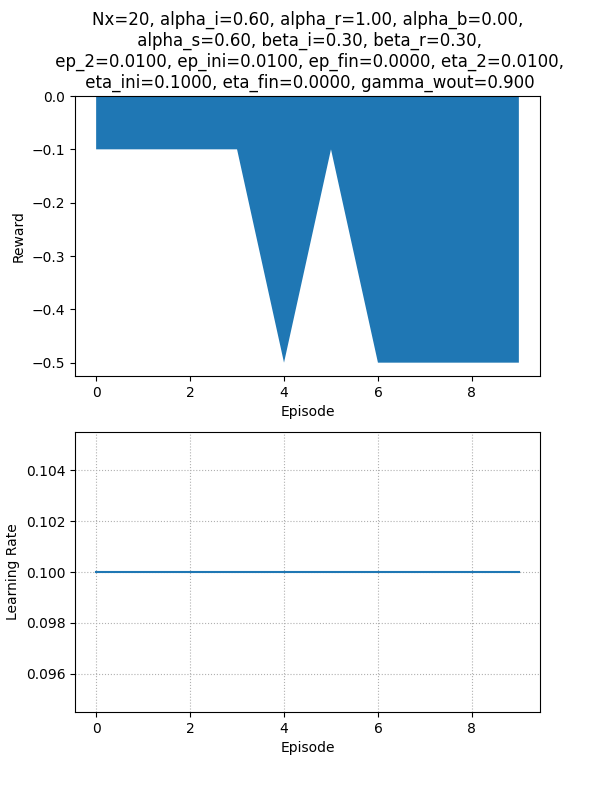 Nx=20, alpha_i=0.60, alpha_r=1.00, alpha_b=0.00,
alpha_s=0.60, beta_i=0.30, beta_r=0.30,
ep_2=0.0100, ep_ini=0.0100, ep_fin=0.0000, eta_2=0.0100,
eta_ini=0.1000, eta_fin=0.0000, gamma_wout=0.900
0.0
−0.1
−0.2
−0.3
−0.4
−0.5
Reward
0 2 4 6 8
Episode
0.104
0.102
0.100
0.098
0.096
Learning Rate
0 2 4 6 8
Episode